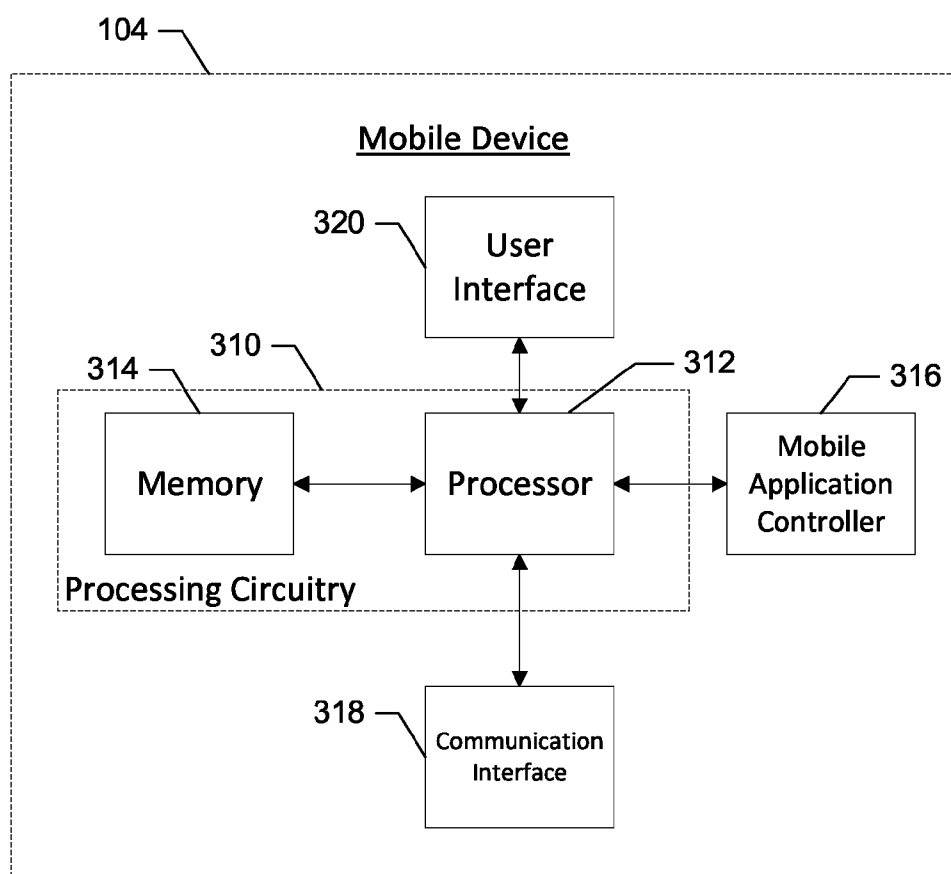 104
Mobile Device
320
User
Interface
310
314
312
316
Memory
Processor
Mobile
Application
Controller
Processing Circuitry
318
Communication
Interface